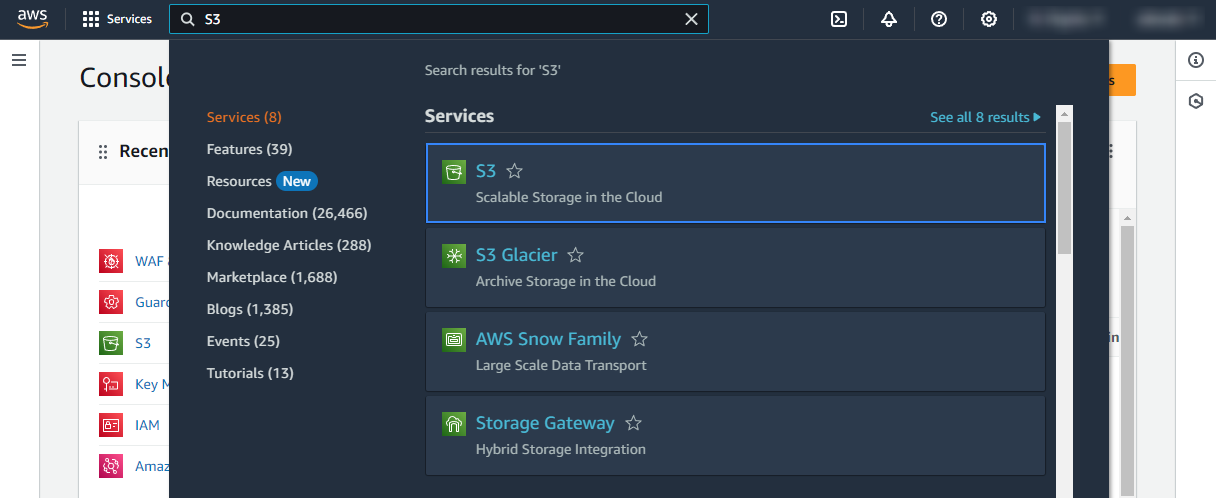 aws
Services
S3
Console
Recen
WAF
Guar
S3
Key M
IAM
Amaz
Search results for 'S3'
Services (8)
Features (39)
Resources New
Documentation (26,466)
Knowledge Articles (288)
Marketplace (1,688)
Blogs (1,385)
Events (25)
Tutorials (13)
Services
See all 8 results
S3
Scalable Storage in the Cloud
S3 Glacier
Archive Storage in the Cloud
AWS Snow Family
Large Scale Data Transport
Storage Gateway
Hybrid Storage Integration
s
in